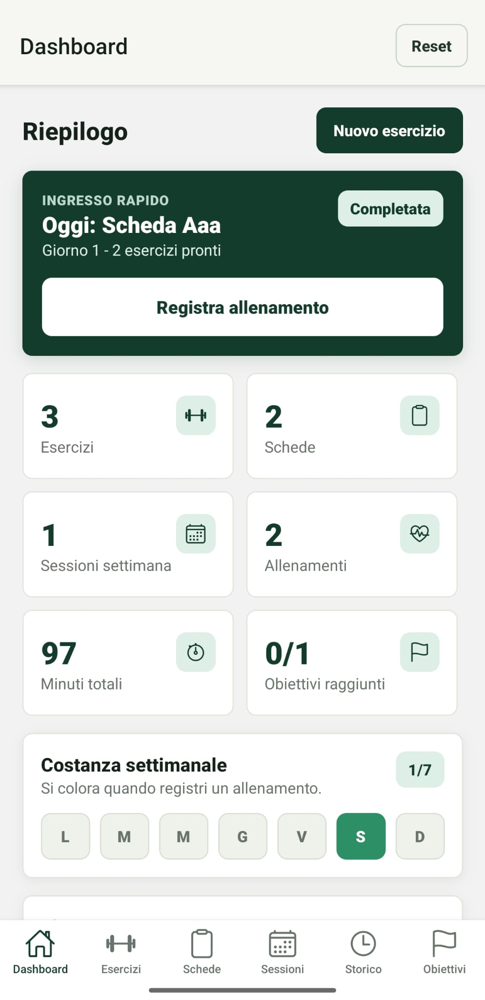 Dashboard
Reset
Riepilogo
Nuovo esercizio
INGRESSO RAPIDO
Completata
Oggi: Scheda Aaa
Giorno 1 - 2 esercizi pronti
Registra allenamento
3
Esercizi
2
Schede
1
Sessioni settimana
2
Allenamenti
97
Minuti totali
0/1
Obiettivi raggiunti
Costanza settimanale
1/7
Si colora quando registri un allenamento.
L M M G V S D
Dashboard Esercizi Schede Sessioni Storico Obiettivi